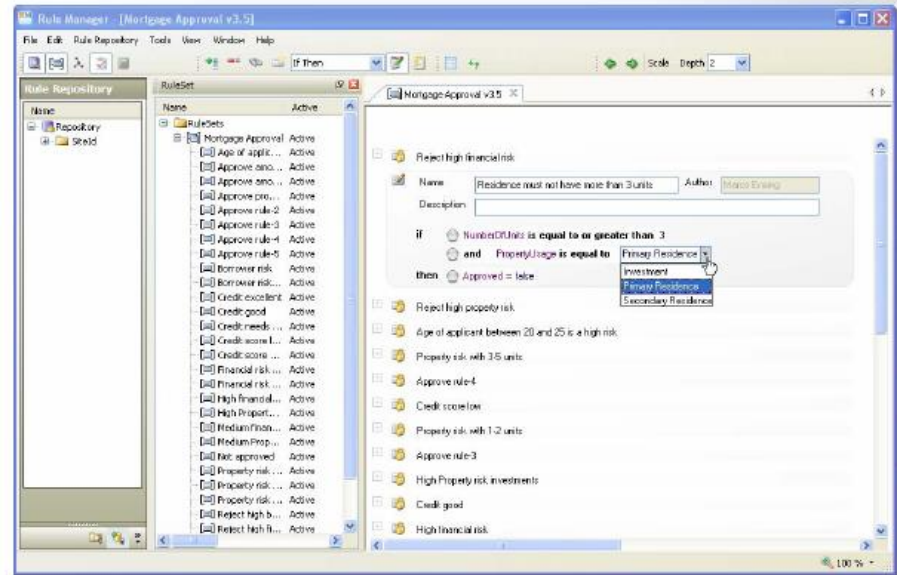 Rule Manager - [Mortgage Approval v3.5]
File Edit Rule Repository Tools View Window Help
If Then
Scale Depth 2
Rule Repository
Name
Repository
SiteId
RuleSet
Name Active
RuleSets
Mortgage Approval Active
Age of applic... Active
Approve amo... Active
Approve amo... Active
Approve pro... Active
Approve rule-2 Active
Approve rule-3 Active
Approve rule-4 Active
Approve rule-5 Active
Borrower risk Active
Borrower risk... Active
Credit excellent Active
Credit good Active
Credit needs ... Active
Credit score l... Active
Credit score ... Active
Financial risk ... Active
Financial risk ... Active
High financial... Active
High Propert... Active
Medium finan... Active
Medium Prop... Active
Not approved Active
Property risk ... Active
Property risk ... Active
Property risk ... Active
Reject high b... Active
Reject high fi... Active
Mortgage Approval v3.5
Reject high financial risk
Name Residence must not have more than 3 units Author Marco
Description
if NumberOfUnits is equal to or greater than 3
and PropertyUsage is equal to Primary Residence
Investment
Primary Residence
Secondary Residence
then Approved = false
Reject high property risk
Age of applicant between 20 and 25 is a high risk
Property risk with 3-5 units
Approve rule-4
Credit score low
Property risk with 1-2 units
Approve rule-3
High Property risk investments
Credit good
High financial risk
100 %